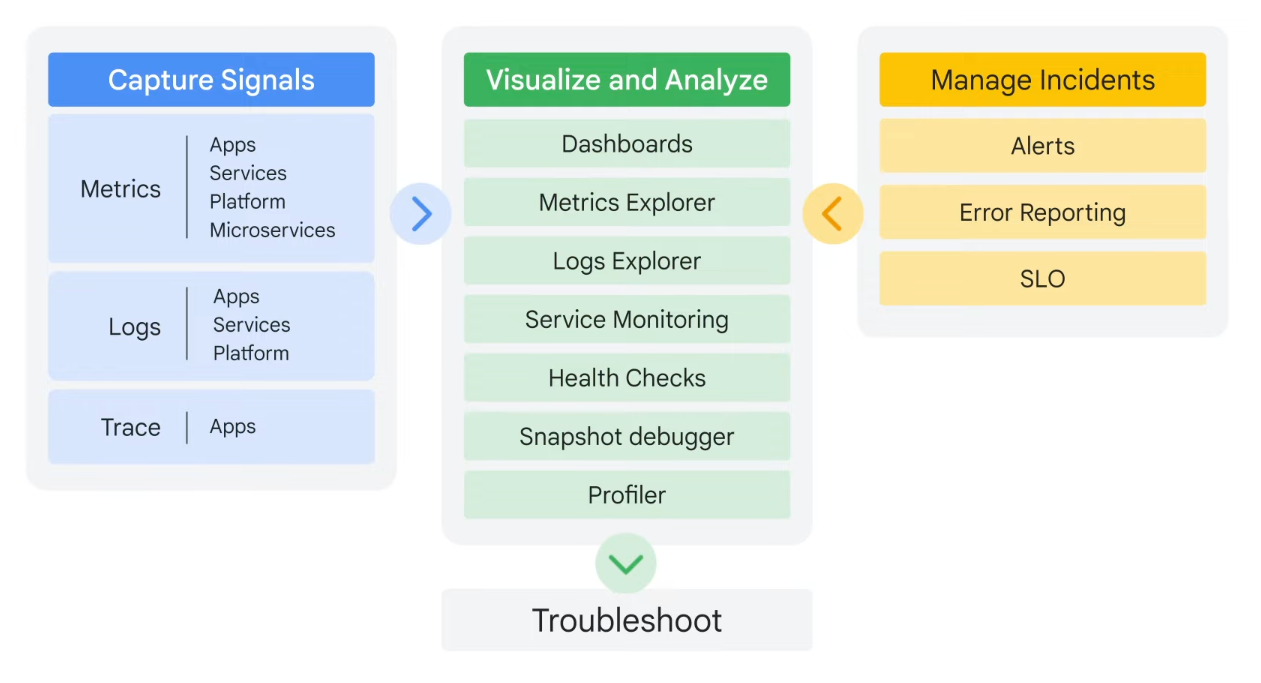 Capture Signals
Metrics
Apps
Services
Platform
Microservices
Logs
Apps
Services
Platform
Trace
Apps
Visualize and Analyze
Dashboards
Metrics Explorer
Logs Explorer
Service Monitoring
Health Checks
Snapshot debugger
Profiler
Manage Incidents
Alerts
Error Reporting
SLO
Troubleshoot